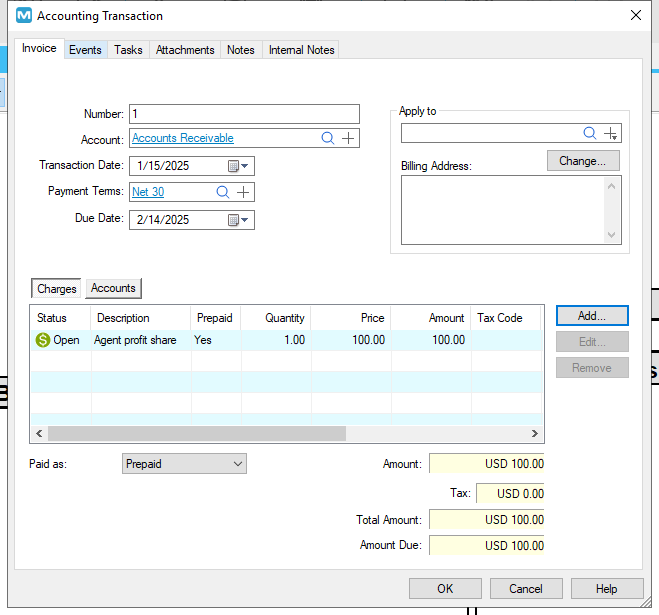 Accounting Transaction
Invoice Events Tasks Attachments Notes Internal Notes
Number: 1
Account: Accounts Receivable
Transaction Date: 1/15/2025
Payment Terms: Net 30
Due Date: 2/14/2025
Apply to
Billing Address: Change...
Charges Accounts
Status Description Prepaid Quantity Price Amount Tax Code
$ Open Agent profit share Yes 1.00 100.00 100.00
Add...
Edit...
Remove
Paid as: Prepaid
Amount: USD 100.00
Tax: USD 0.00
Total Amount: USD 100.00
Amount Due: USD 100.00
OK Cancel Help